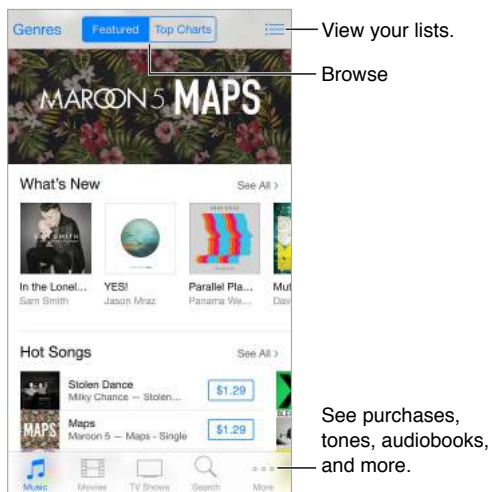 Genres
Featured
Top Charts
View your lists.
Browse
MAROON 5 MAPS
What's New
See All >
SAM SMITH
In the Lonel...
YES!
Parallel Pla...
Mut
Sam Smith
Jason Mraz
Panama We...
Dav
Hot Songs
See All >
Stolen Dance
Milky Chance — Stolen...
$1.29
MAPS
Maps
Maroon 5 — Maps - Single
$1.29
See purchases,
tones, audiobooks,
and more.
Music
Movies
TV Shows
Search
More